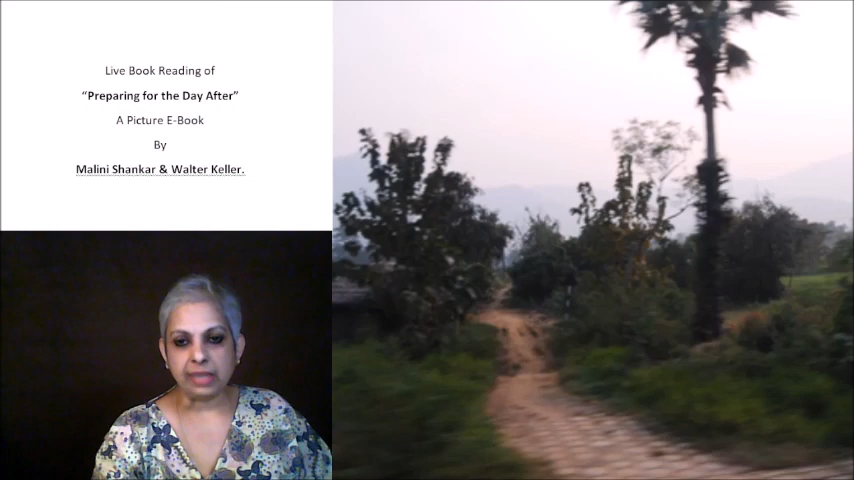 Live Book Reading of
“Preparing for the Day After”
A Picture E-Book
By
Malini Shankar & Walter Keller.